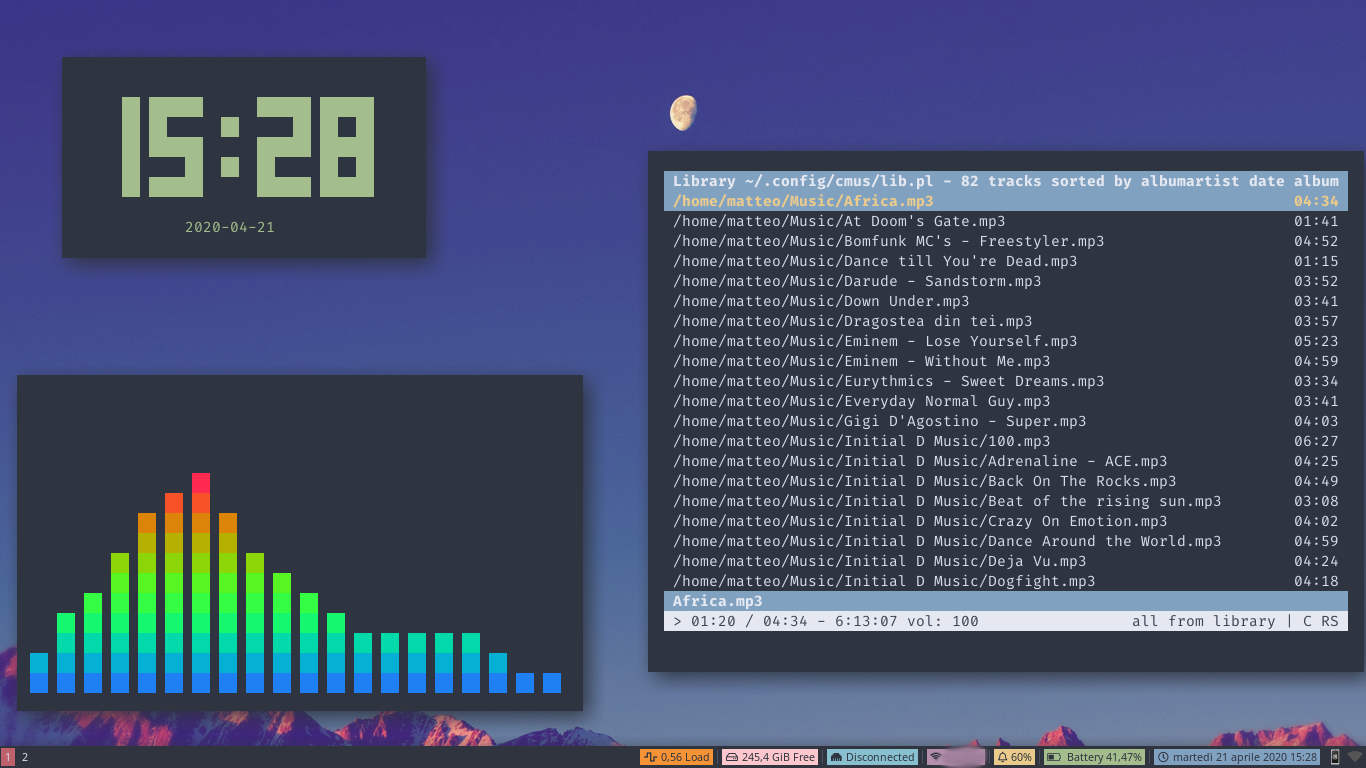 15:28
2020-04-21
Library ~/.config/cmus/lib.pl - 82 tracks sorted by albumartist date album
/home/matteo/Music/Africa.mp3 04:34
/home/matteo/Music/At Doom's Gate.mp3 01:41
/home/matteo/Music/Bomfunk MC's - Freestyler.mp3 04:52
/home/matteo/Music/Dance till You're Dead.mp3 01:15
/home/matteo/Music/Darude - Sandstorm.mp3 03:52
/home/matteo/Music/Down Under.mp3 03:41
/home/matteo/Music/Dragostea din tei.mp3 03:57
/home/matteo/Music/Eminem - Lose Yourself.mp3 05:23
/home/matteo/Music/Eminem - Without Me.mp3 04:59
/home/matteo/Music/Eurythmics - Sweet Dreams.mp3 03:34
/home/matteo/Music/Everyday Normal Guy.mp3 03:41
/home/matteo/Music/Gigi D'Agostino - Super.mp3 04:03
/home/matteo/Music/Initial D Music/100.mp3 06:27
/home/matteo/Music/Initial D Music/Adrenaline - ACE.mp3 04:25
/home/matteo/Music/Initial D Music/Back On The Rocks.mp3 04:49
/home/matteo/Music/Initial D Music/Beat of the rising sun.mp3 03:08
/home/matteo/Music/Initial D Music/Crazy On Emotion.mp3 04:02
/home/matteo/Music/Initial D Music/Dance Around the World.mp3 04:59
/home/matteo/Music/Initial D Music/Deja Vu.mp3 04:24
/home/matteo/Music/Initial D Music/Dogfight.mp3 04:18
Africa.mp3
> 01:20 / 04:34 - 6:13:07 vol: 100 all from library | C RS
1 2 0,56 Load 245,4 GiB Free Disconnected 60% Battery 41,47% martedì 21 aprile 2020 15:28